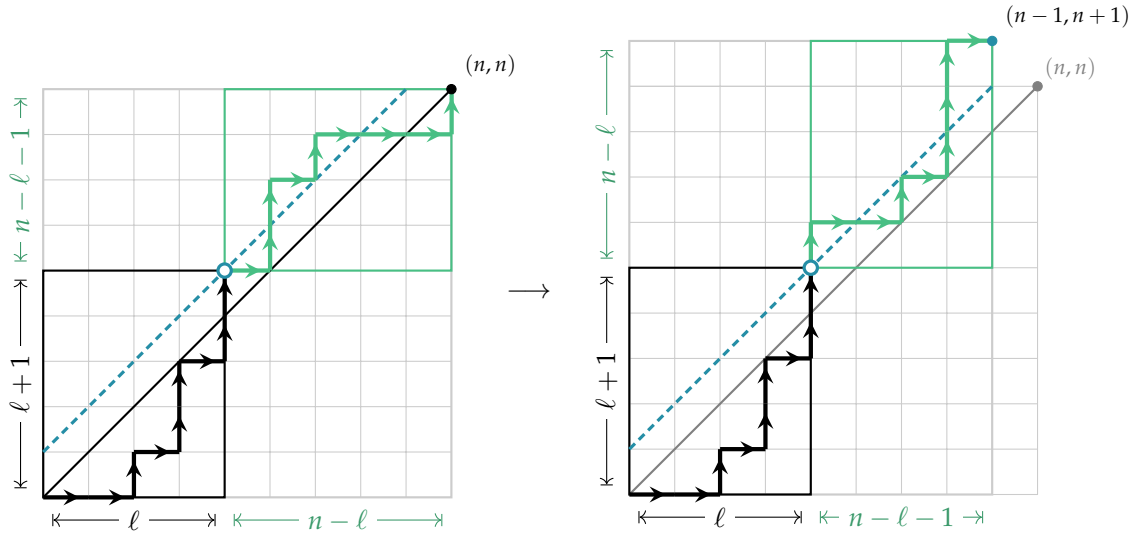 (n, n)
n − ℓ − 1
ℓ + 1
ℓ
n − ℓ
→
(n − 1, n + 1)
(n, n)
n − ℓ
ℓ + 1
ℓ
n − ℓ − 1